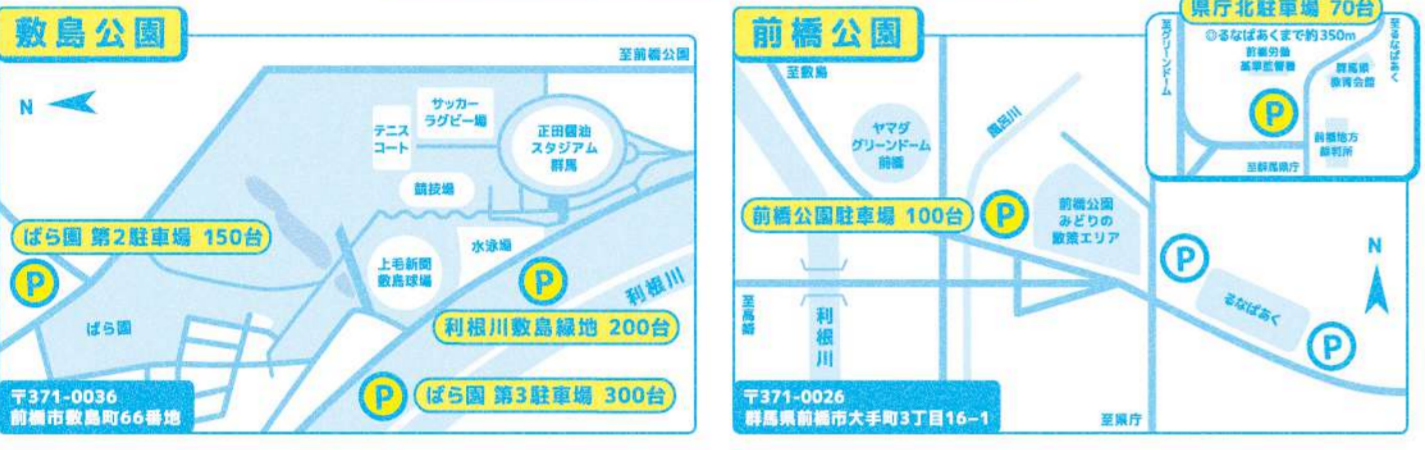 敷島公園
至前橋公園
N
サッカー
ラグビー場
テニス
コート
正田醤油
スタジアム
群馬
競技場
ばら園 第2駐車場 150台
P
水泳場
上毛新聞
敷島球場
P
利根川
ばら園
利根川敷島緑地 200台
P
ばら園 第3駐車場 300台
〒371-0036
前橋市敷島町66番地
前橋公園
至敷島
ヤマダ
グリーンドーム
前橋
風呂川
前橋公園駐車場 100台
P
前橋公園
みどりの
散策エリア
P
N
るなぱあく
P
至高崎
利根川
〒371-0026
群馬県前橋市大手町3丁目16−1
至県庁
県庁北駐車場 70台
◎るなぱあくまで約350m
至グリーンドーム
前橋労働
基準監督署
至るなぱあく
群馬県
教育会館
P
前橋地方
裁判所
至群馬県庁